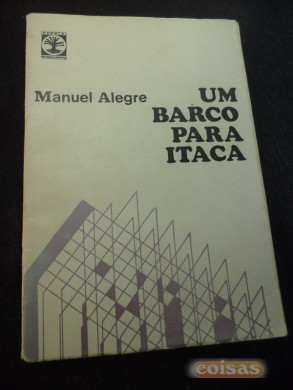 Manuel Alegre
UM
BARCO
PARA
ITACA
coisas